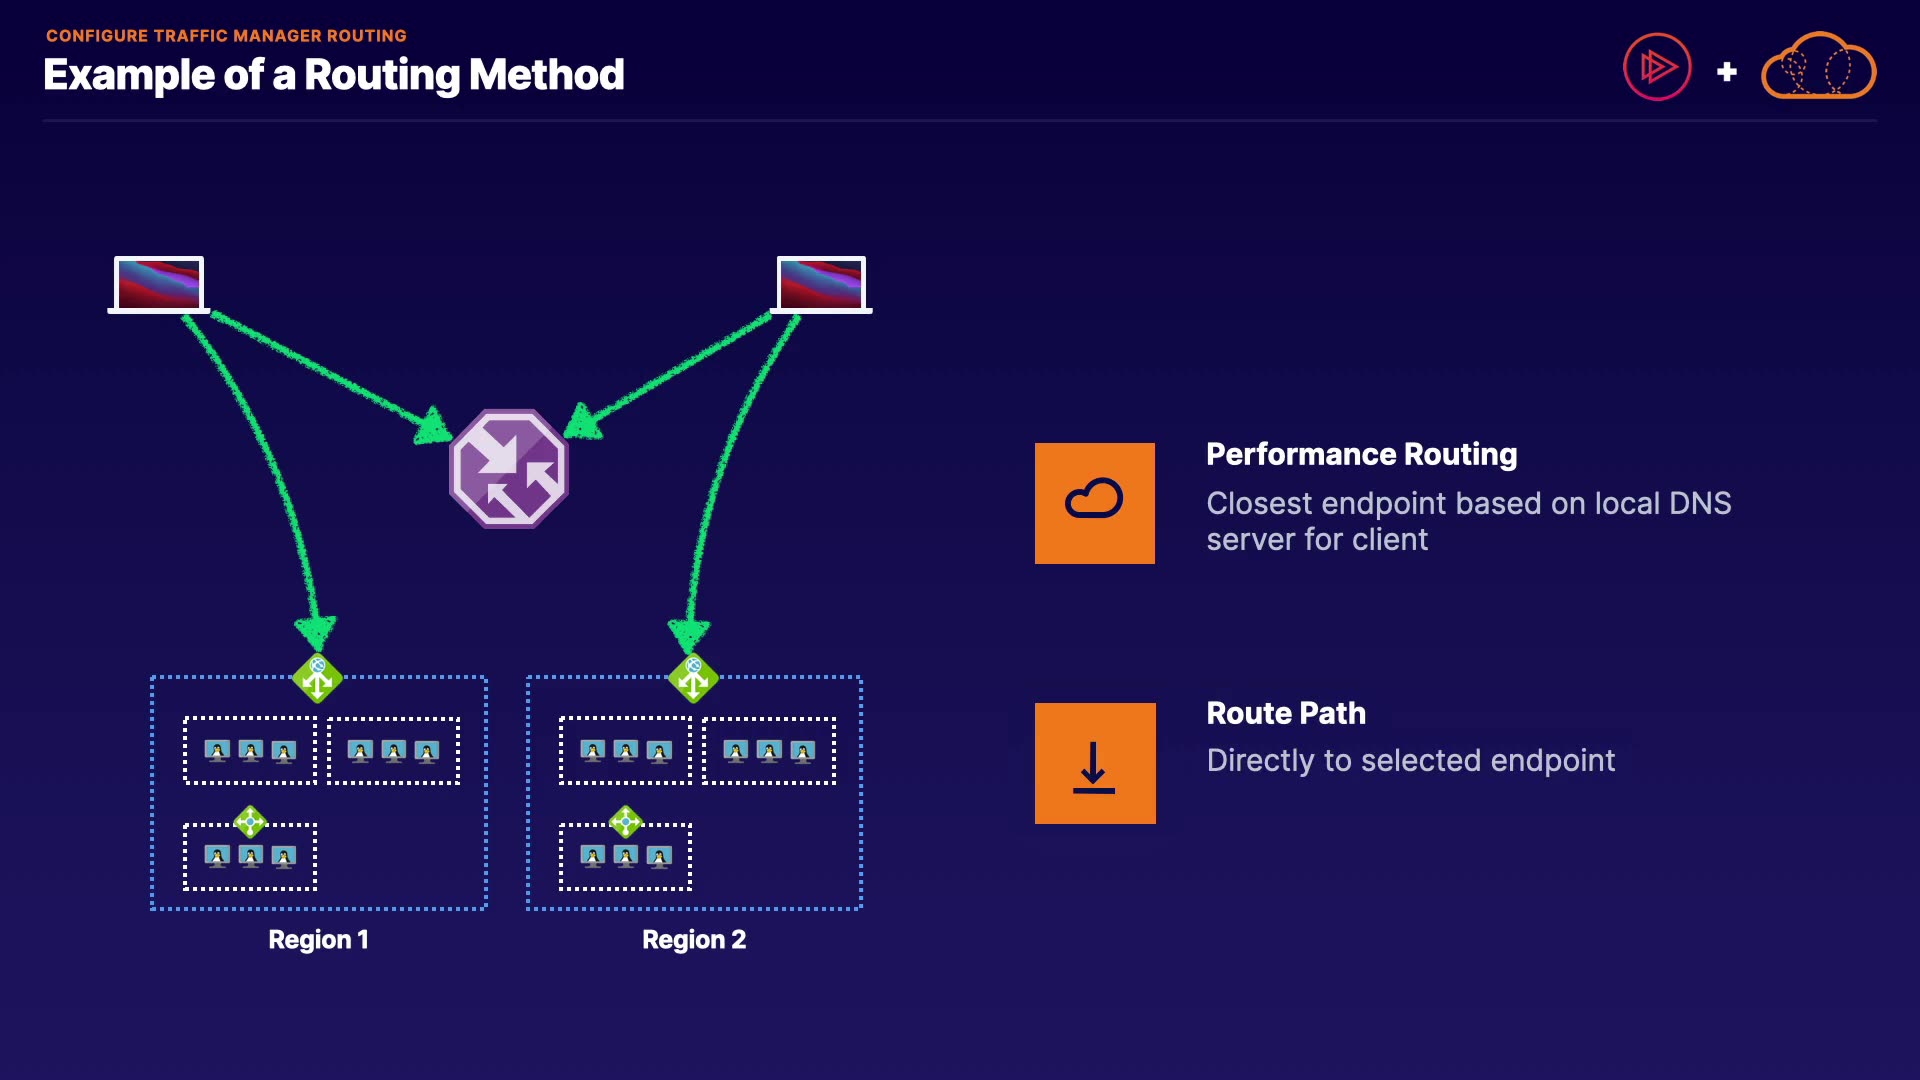 CONFIGURE TRAFFIC MANAGER ROUTING
Example of a Routing Method
Performance Routing
Closest endpoint based on local DNS
server for client
Route Path
Directly to selected endpoint
Region 1
Region 2